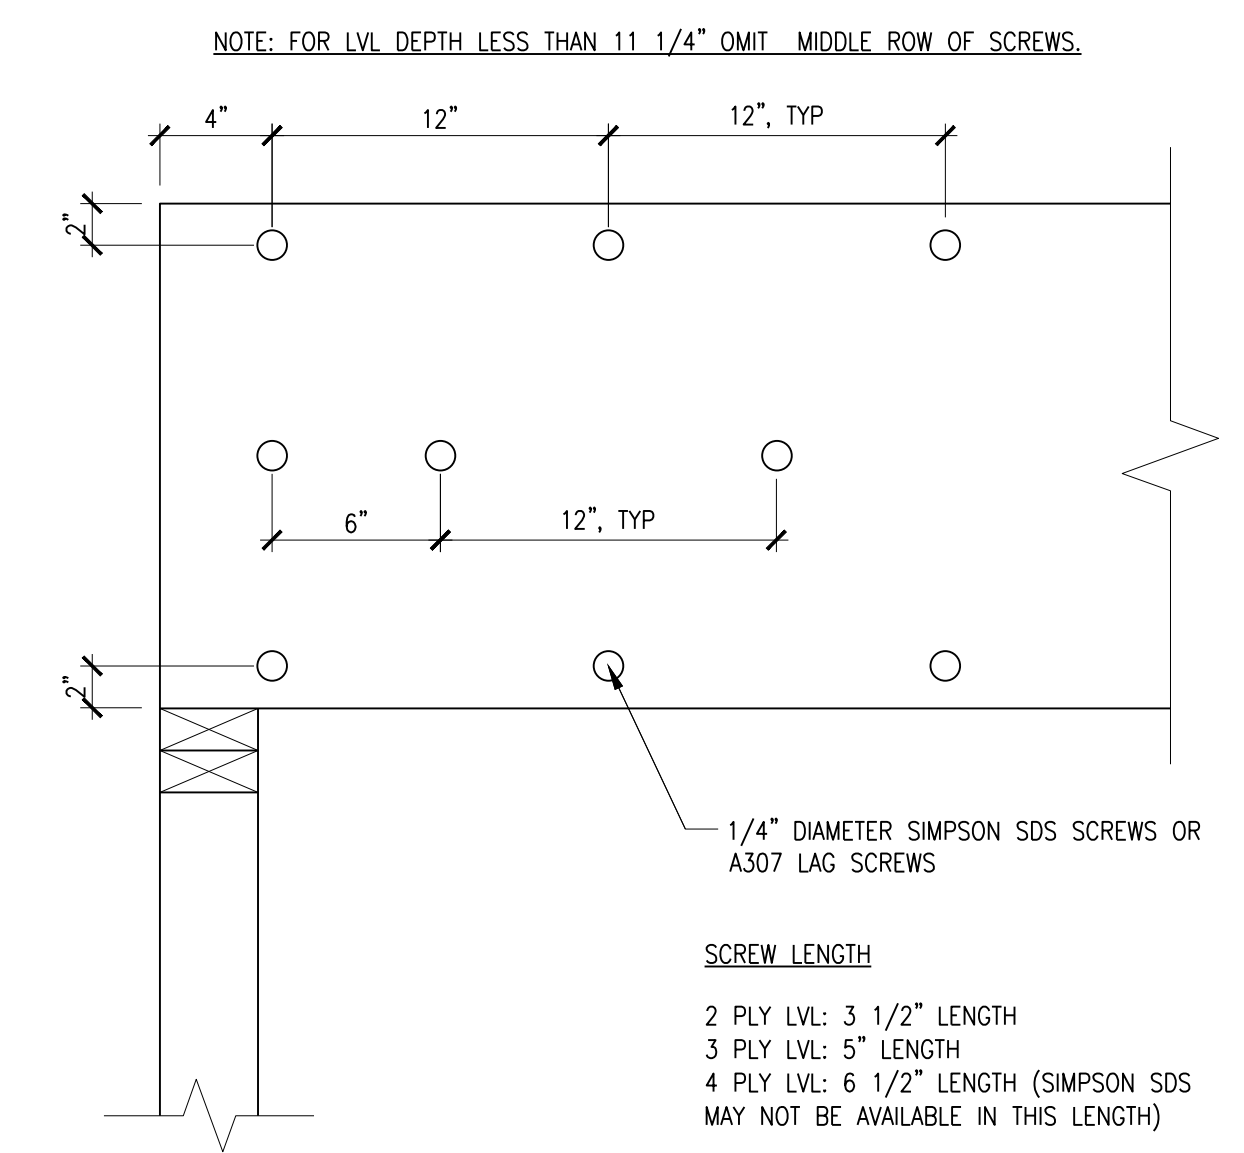 NOTE: FOR LVL DEPTH LESS THAN 11 1/4" OMIT MIDDLE ROW OF SCREWS.
4"
12"
12", TYP
2"
6"
12", TYP
2"
1/4" DIAMETER SIMPSON SDS SCREWS OR
A307 LAG SCREWS
SCREW LENGTH
2 PLY LVL: 3 1/2" LENGTH
3 PLY LVL: 5" LENGTH
4 PLY LVL: 6 1/2" LENGTH (SIMPSON SDS
MAY NOT BE AVAILABLE IN THIS LENGTH)